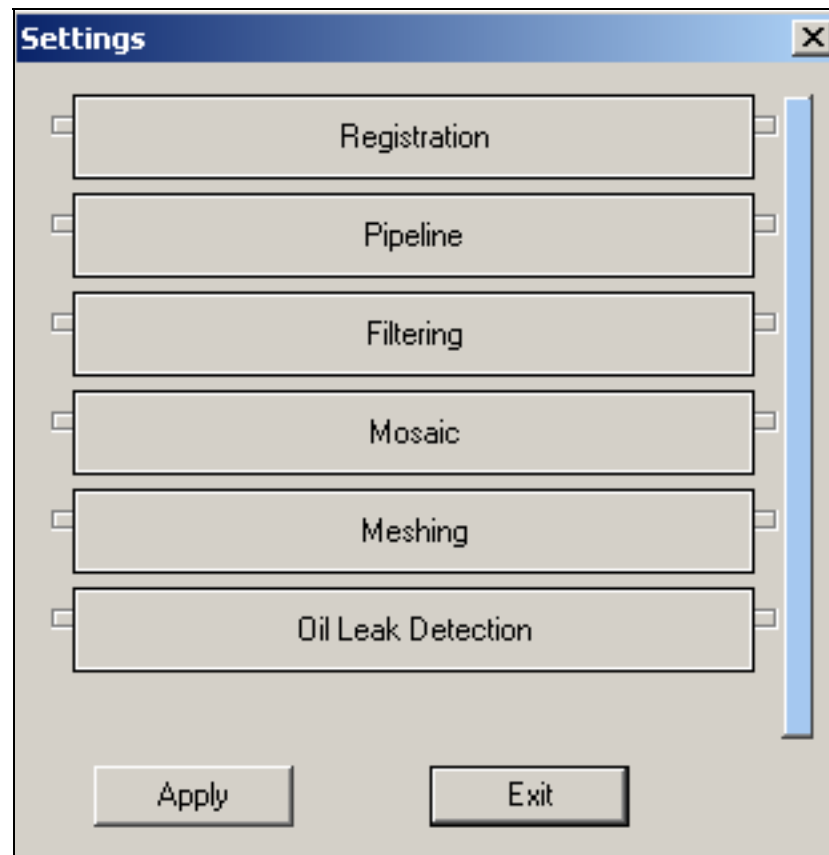 Settings
Registration
Pipeline
Filtering
Mosaic
Meshing
Oil Leak Detection
Apply Exit